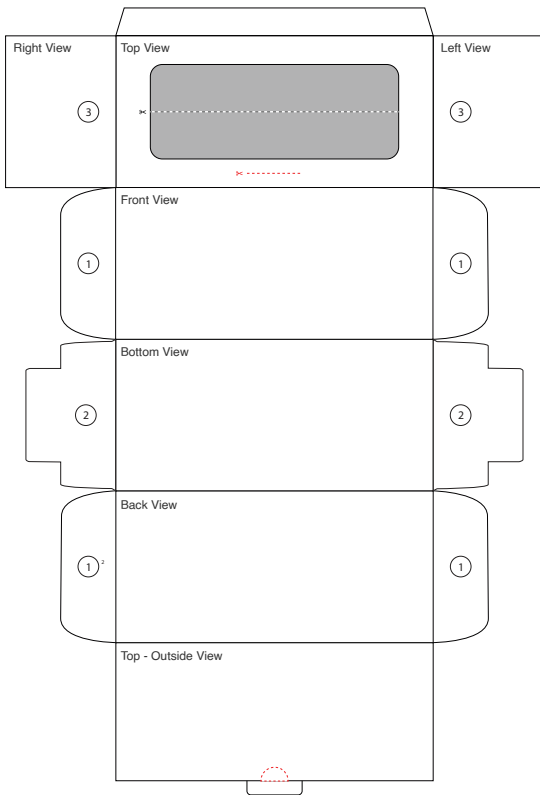 Right View
Top View
Left View
3
3
Front View
1
1
Bottom View
2
2
Back View
1 2
1
Top - Outside View